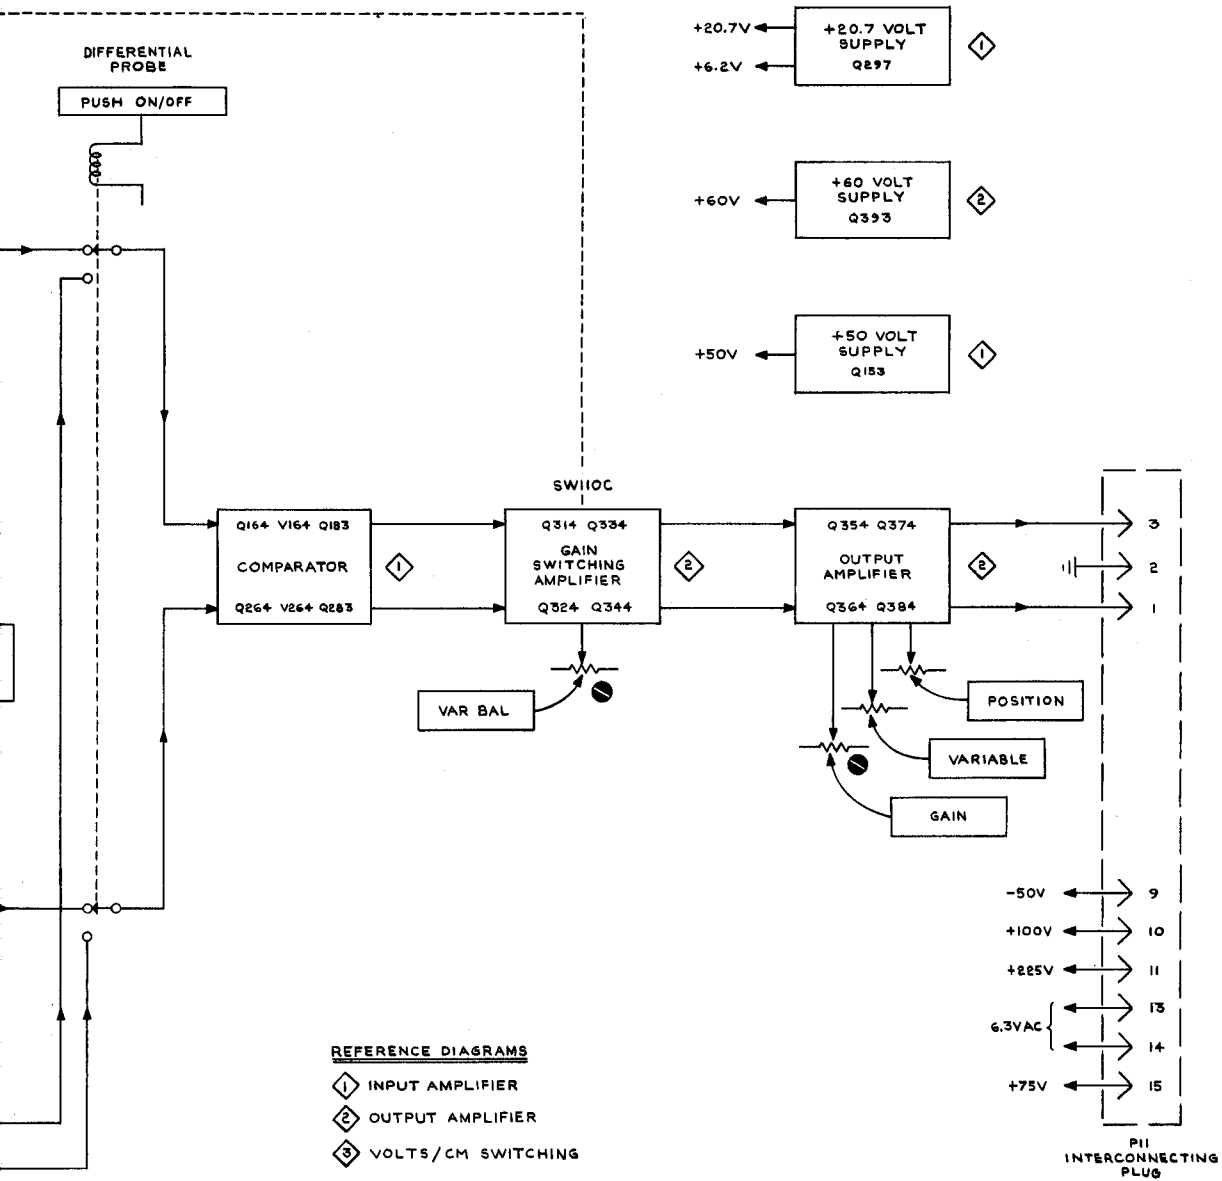 DIFFERENTIAL
PROBE
PUSH ON/OFF
+20.7V
+6.2V
+20.7 VOLT
SUPPLY
Q297
1
+60V
+60 VOLT
SUPPLY
Q393
2
+50V
+50 VOLT
SUPPLY
Q153
1
SW110C
Q164 V164 Q183
COMPARATOR
Q264 V264 Q283
1
Q314 Q334
GAIN
SWITCHING
AMPLIFIER
Q324 Q344
2
Q354 Q374
OUTPUT
AMPLIFIER
Q364 Q384
2
3
2
1
VAR BAL
POSITION
VARIABLE
GAIN
-50V
9
+100V
10
+225V
11
6.3VAC
13
14
+75V
15
P11
INTERCONNECTING
PLUG
REFERENCE DIAGRAMS
1 INPUT AMPLIFIER
2 OUTPUT AMPLIFIER
3 VOLTS/CM SWITCHING